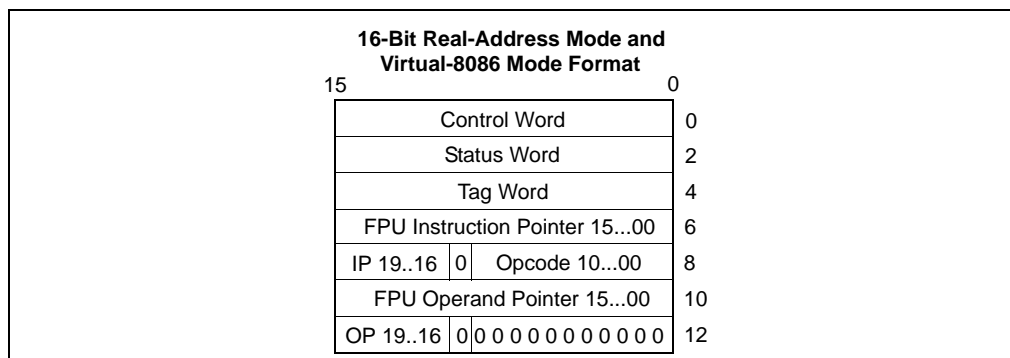 16-Bit Real-Address Mode and
Virtual-8086 Mode Format
15 0
Control Word 0
Status Word 2
Tag Word 4
FPU Instruction Pointer 15...00 6
IP 19..16 0 Opcode 10...00 8
FPU Operand Pointer 15...00 10
OP 19..16 0 0 0 0 0 0 0 0 0 0 0 0 12